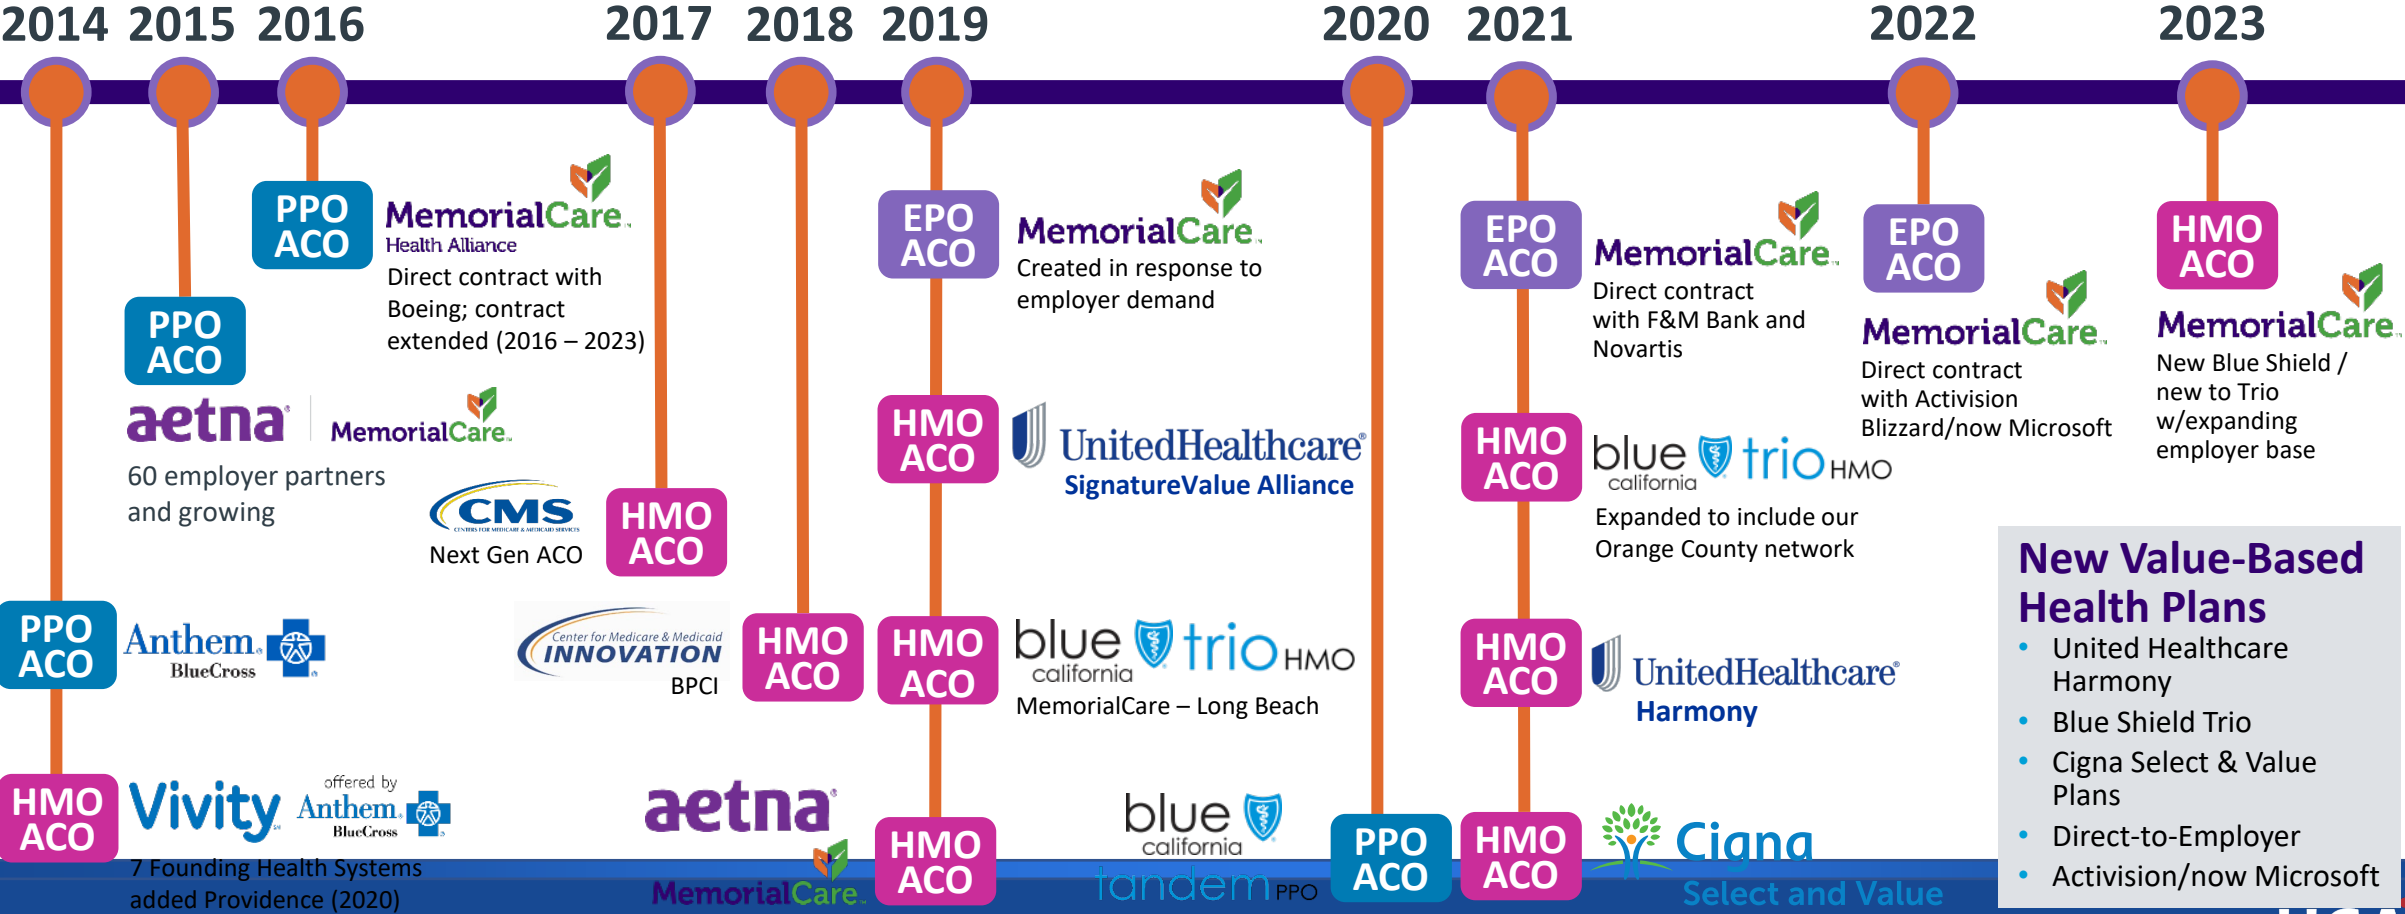 2014 2015 2016 2017 2018 2019 2020 2021 2022 2023
PPO
ACO
Anthem
BlueCross
HMO
ACO
Vivity
offered by
Anthem
BlueCross
7 Founding Health Systems
added Providence (2020)
PPO
ACO
aetna
MemorialCare
60 employer partners
and growing
PPO
ACO
MemorialCare
Health Alliance
Direct contract with
Boeing; contract
extended (2016 – 2023)
CMS
CENTERS FOR MEDICARE & MEDICAID SERVICES
Next Gen ACO
HMO
ACO
Center for Medicare & Medicaid
INNOVATION
BPCI
HMO
ACO
EPO
ACO
MemorialCare
Created in response to
employer demand
HMO
ACO
UnitedHealthcare®
SignatureValue Alliance
HMO
ACO
blue
california
trio HMO
MemorialCare – Long Beach
aetna
MemorialCare
HMO
ACO
blue
california
tandem PPO
PPO
ACO
EPO
ACO
MemorialCare
Direct contract
with F&M Bank and
Novartis
HMO
ACO
blue
california
trio HMO
Expanded to include our
Orange County network
HMO
ACO
UnitedHealthcare®
Harmony
HMO
ACO
Cigna
Select and Value
EPO
ACO
MemorialCare
Direct contract
with Activision
Blizzard/now Microsoft
HMO
ACO
MemorialCare
New Blue Shield /
new to Trio
w/expanding
employer base
New Value-Based
Health Plans
• United Healthcare
Harmony
• Blue Shield Trio
• Cigna Select & Value
Plans
• Direct-to-Employer
• Activision/now Microsoft